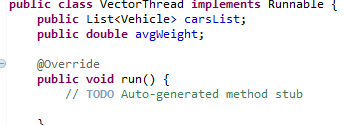 public class VectorThread implements Runnable {
public List<Vehicle> carsList;
public double avgWeight;
@Override
public void run() {
// TODO Auto-generated method stub
}